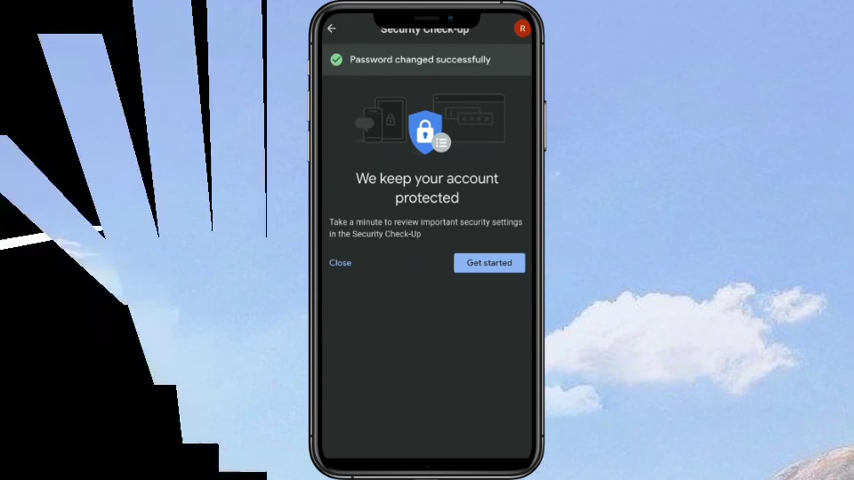 Security Check-up
R
Password changed successfully
We keep your account
protected
Take a minute to review important security settings
in the Security Check-Up
Close
Get started